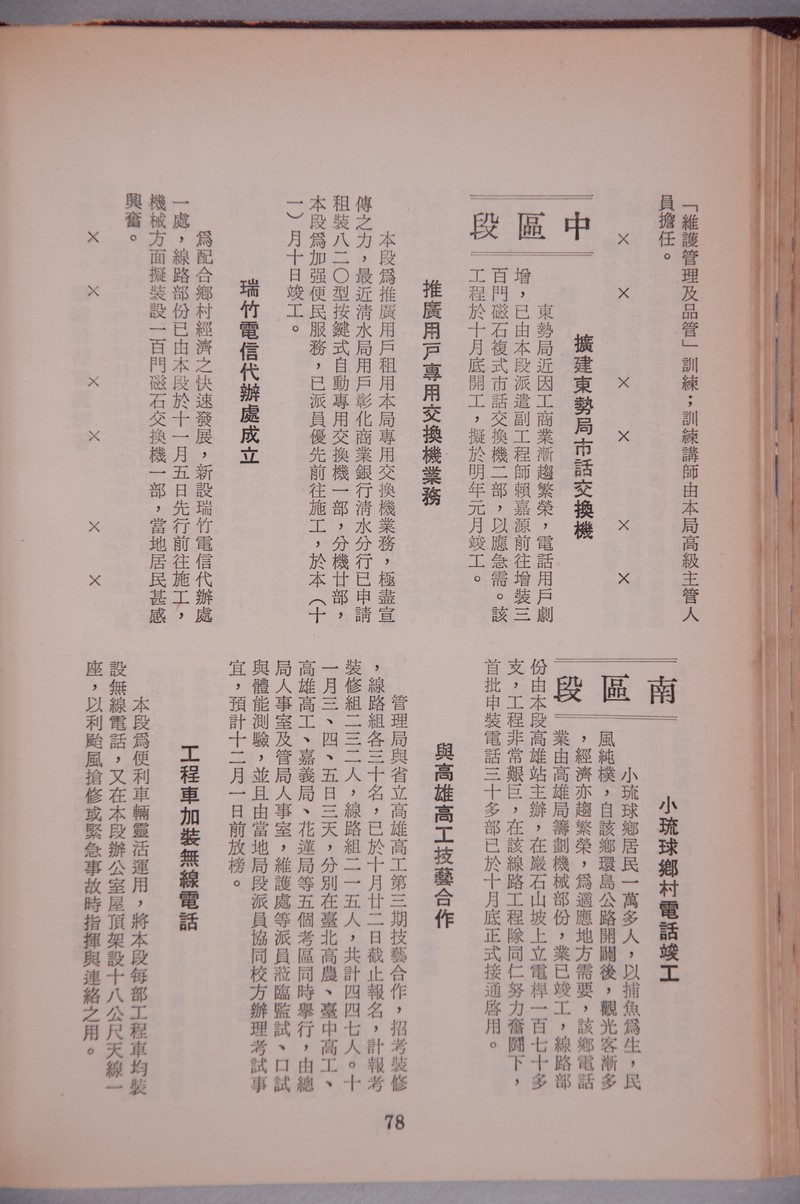 「維護管理及品管」訓練；訓練講師由本局高級主管人
員擔任。
× × × × × ×
中區段
擴建東勢局市話交換機
東勢局近因工商業漸趨繁榮，電話用戶劇
增，已由本段派遣副工程師賴嘉源前往增裝三
百門磁石複式市話交換機二部，以應急需。該
工程於十月底開工，擬於明年元月竣工。
推廣用戶專用交換機業務
本段爲推廣用戶租用本局專用交換機業務，極盡宣
傳之力，最近清水局用戶彰化商業銀行清水分行已申請
租裝八二〇型按鍵式自動專用交換機一部，分機廿部，
本段爲加强便民服務，已派員優先前往施工，於本（十
一）月十日竣工。
瑞竹電信代辦處成立
爲配合鄉村經濟之快速發展，新設瑞竹電信代辦處
一處，線路部份已由本段於十一月五日先行前往施工，
機械方面擬裝設一百門磁石交換機一部，當地居民甚感
興奮。
× × × × × ×
南區段
小琉球鄉村電話竣工
小琉球鄉居民一萬多人，以捕魚爲生，民
風純樸，自該鄉環島公路開闢後，觀光客漸多
，經濟亦趨繁榮，爲適應地方需要，該鄉電話
業由高雄局籌劃機械部份，業已竣工，線路部
份由本段高雄站主辦，在巖石山坡上立電桿一百七十多
支，工程非常艱巨，在該線路工程隊同仁努力奮鬪下，
首批申裝電話三十多部已於十月底正式接通啓用。
與高雄高工技藝合作
管理局與省立高雄高工第三期技藝合作，招考裝修
，線路組各三十名，已於十月廿二日截止報名，計報考
裝修組二三二人，線路組二一五人，共計四四七人。十
一月三、四、五日三天，分別在臺北高農、臺中高工、
高雄高工、嘉義局、花蓮局等五個考區同時舉行，由總
局人事室及管局人事室，維護處等派員蒞臨監試、口試
與體能測驗，並且由當地局段派員協同校方辦理考試事
宜，預計十二月一日前放榜。
工程車加裝無線電話
本段爲便利車輛靈活運用，將本段每部工程車均裝
設無線電話，又在本段辦公室屋頂架設十八公尺天線一
座，以利颱風搶修或緊急事故時指揮與連絡之用。
78